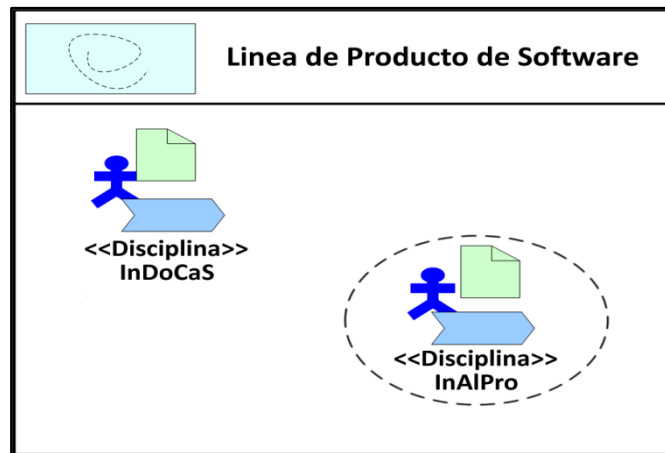 Linea de Producto de Software
<<Disciplina>>
InDoCaS
<<Disciplina>>
InAlPro